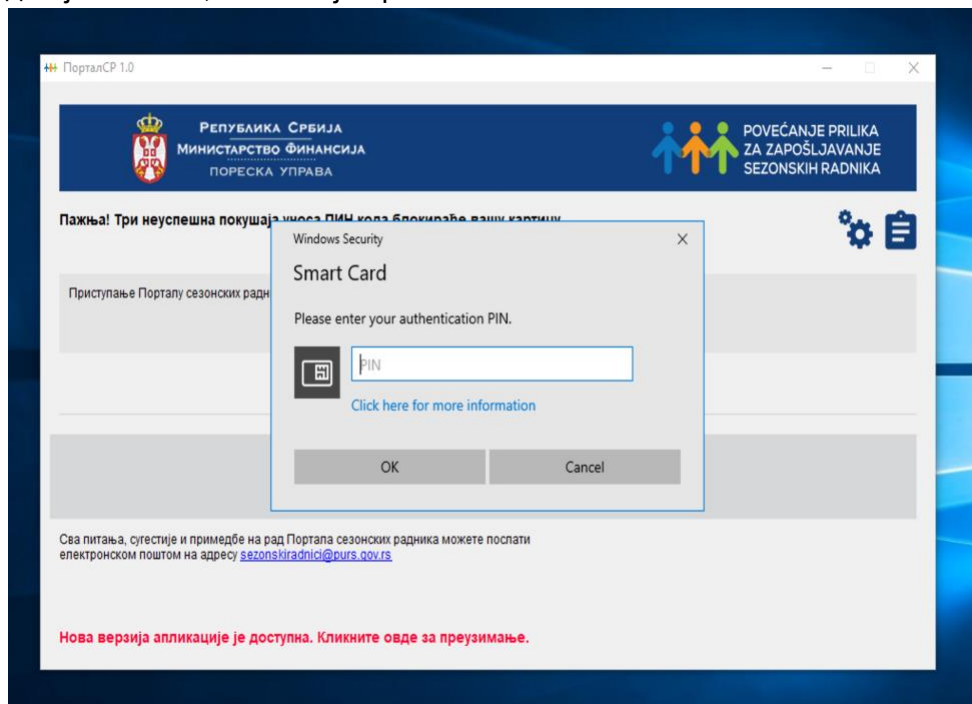 ПорталСР 1.0
РЕПУБЛИКА СРБИЈА
МИНИСТАРСТВО ФИНАНСИЈА
ПОРЕСКА УПРАВА
POVEĆANJE PRILIKA
ZA ZAPOŠLJAVANJE
SEZONSKIH RADNIKA
Пажња! Три неуспешна покушаја уноса ПИН кода блокираће вашу картицу
Windows Security
Smart Card
Приступање Порталу сезонских радн
Please enter your authentication PIN.
PIN
Click here for more information
OK
Cancel
Сва питања, сугестије и примедбе на рад Портала сезонских радника можете послати
електронском поштом на адресу sezonskiradnici@purs.gov.rs
Нова верзија апликације је доступна. Кликните овде за преузимање.